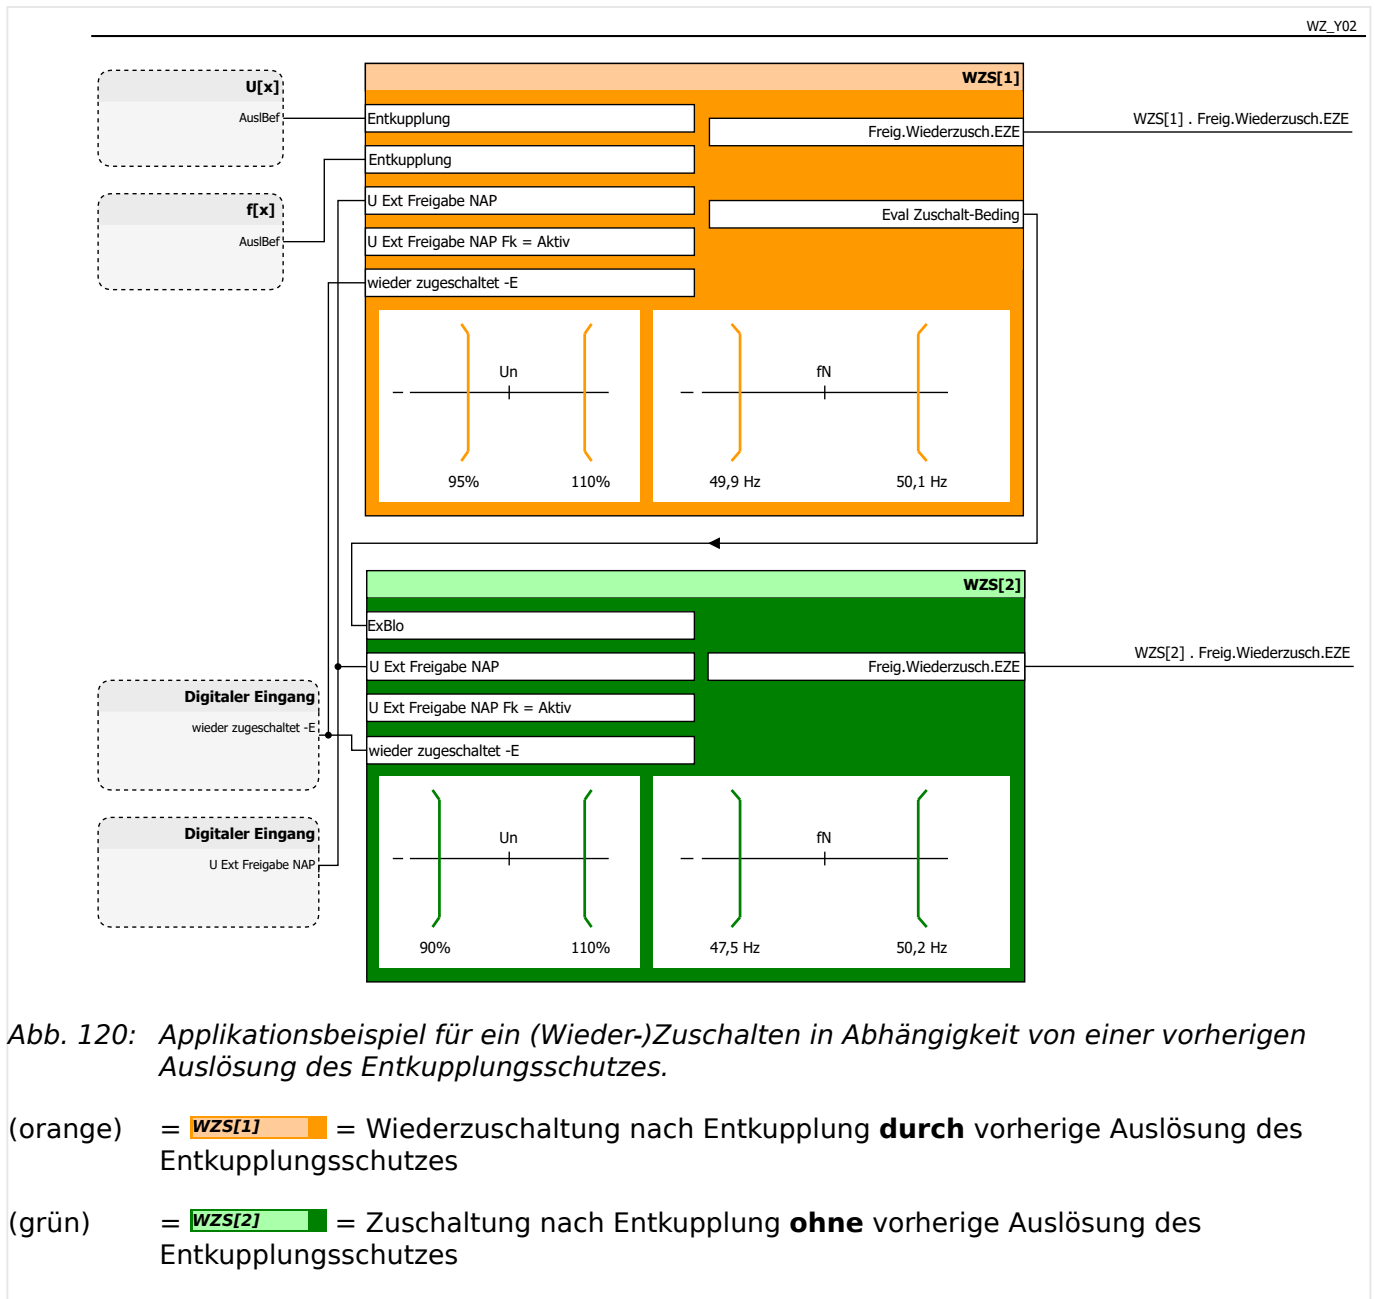 WZ_Y02
U[x]
AuslBef
f[x]
AuslBef
WZS[1]
Entkupplung
Entkupplung
U Ext Freigabe NAP
U Ext Freigabe NAP Fk = Aktiv
wieder zugeschaltet -E
Freig.Wiederzusch.EZE
Eval Zuschalt-Beding
WZS[1] . Freig.Wiederzusch.EZE
Un
95%
110%
fN
49,9 Hz
50,1 Hz
WZS[2]
ExBlo
U Ext Freigabe NAP
U Ext Freigabe NAP Fk = Aktiv
wieder zugeschaltet -E
Freig.Wiederzusch.EZE
WZS[2] . Freig.Wiederzusch.EZE
Digitaler Eingang
wieder zugeschaltet -E
Digitaler Eingang
U Ext Freigabe NAP
Un
90%
110%
fN
47,5 Hz
50,2 Hz
Abb. 120: Applikationsbeispiel für ein (Wieder-)Zuschalten in Abhängigkeit von einer vorherigen
Auslösung des Entkupplungsschutzes.
(orange) = WZS[1] = Wiederzuschaltung nach Entkupplung durch vorherige Auslösung des
Entkupplungsschutzes
(grün) = WZS[2] = Zuschaltung nach Entkupplung ohne vorherige Auslösung des
Entkupplungsschutzes